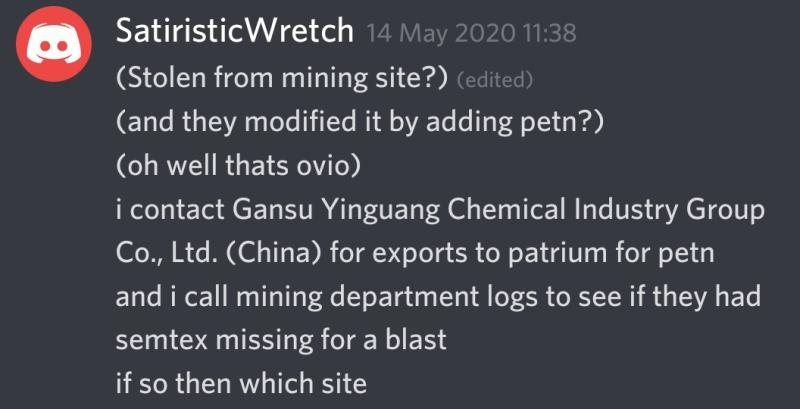 SatiristicWretch 14 May 2020 11:38
(Stolen from mining site?) (edited)
(and they modified it by adding petn?)
(oh well thats ovio)
i contact Gansu Yinguang Chemical Industry Group
Co., Ltd. (China) for exports to patrium for petn
and i call mining department logs to see if they had
semtex missing for a blast
if so then which site